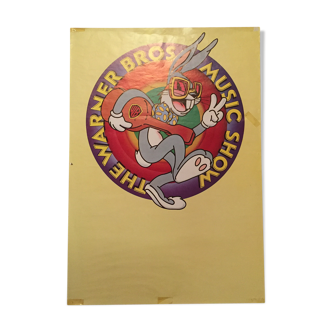 THE WARNER BROS. MUSIC SHOW